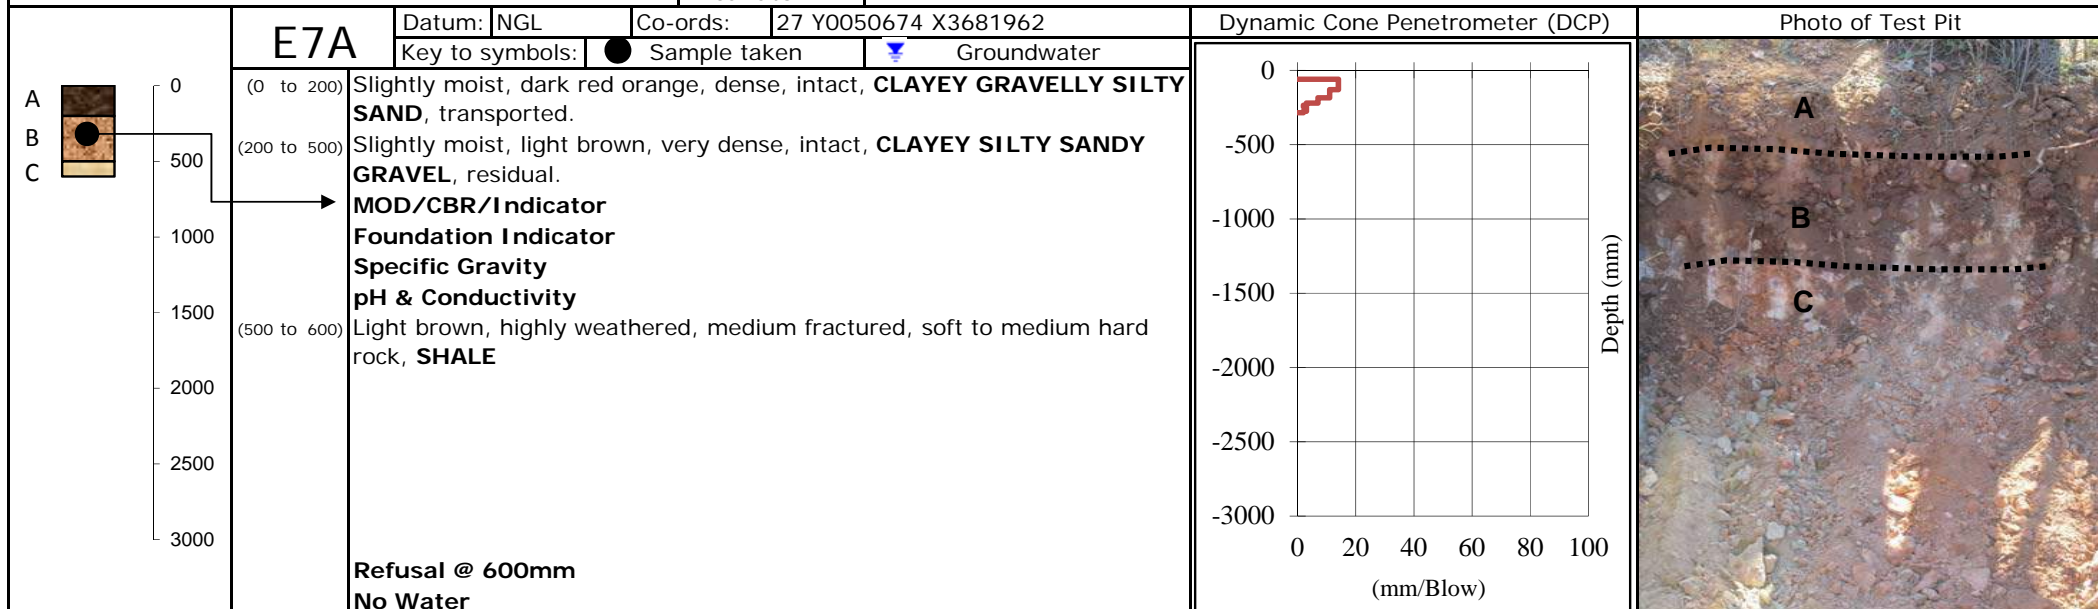 E7A
Datum: NGL Co-ords: 27 Y0050674 X3681962
Key to symbols: Sample taken Groundwater
Dynamic Cone Penetrometer (DCP)
Photo of Test Pit
A
B
C
0
500
1000
1500
2000
2500
3000
(0 to 200) Slightly moist, dark red orange, dense, intact, CLAYEY GRAVELLY SILTY
SAND, transported.
(200 to 500) Slightly moist, light brown, very dense, intact, CLAYEY SILTY SANDY
GRAVEL, residual.
MOD/CBR/Indicator
Foundation Indicator
Specific Gravity
pH & Conductivity
(500 to 600) Light brown, highly weathered, medium fractured, soft to medium hard
rock, SHALE
Refusal @ 600mm
No Water
0
-500
-1000
-1500
-2000
-2500
-3000
0 20 40 60 80 100
(mm/Blow)
Depth (mm)
A
B
C